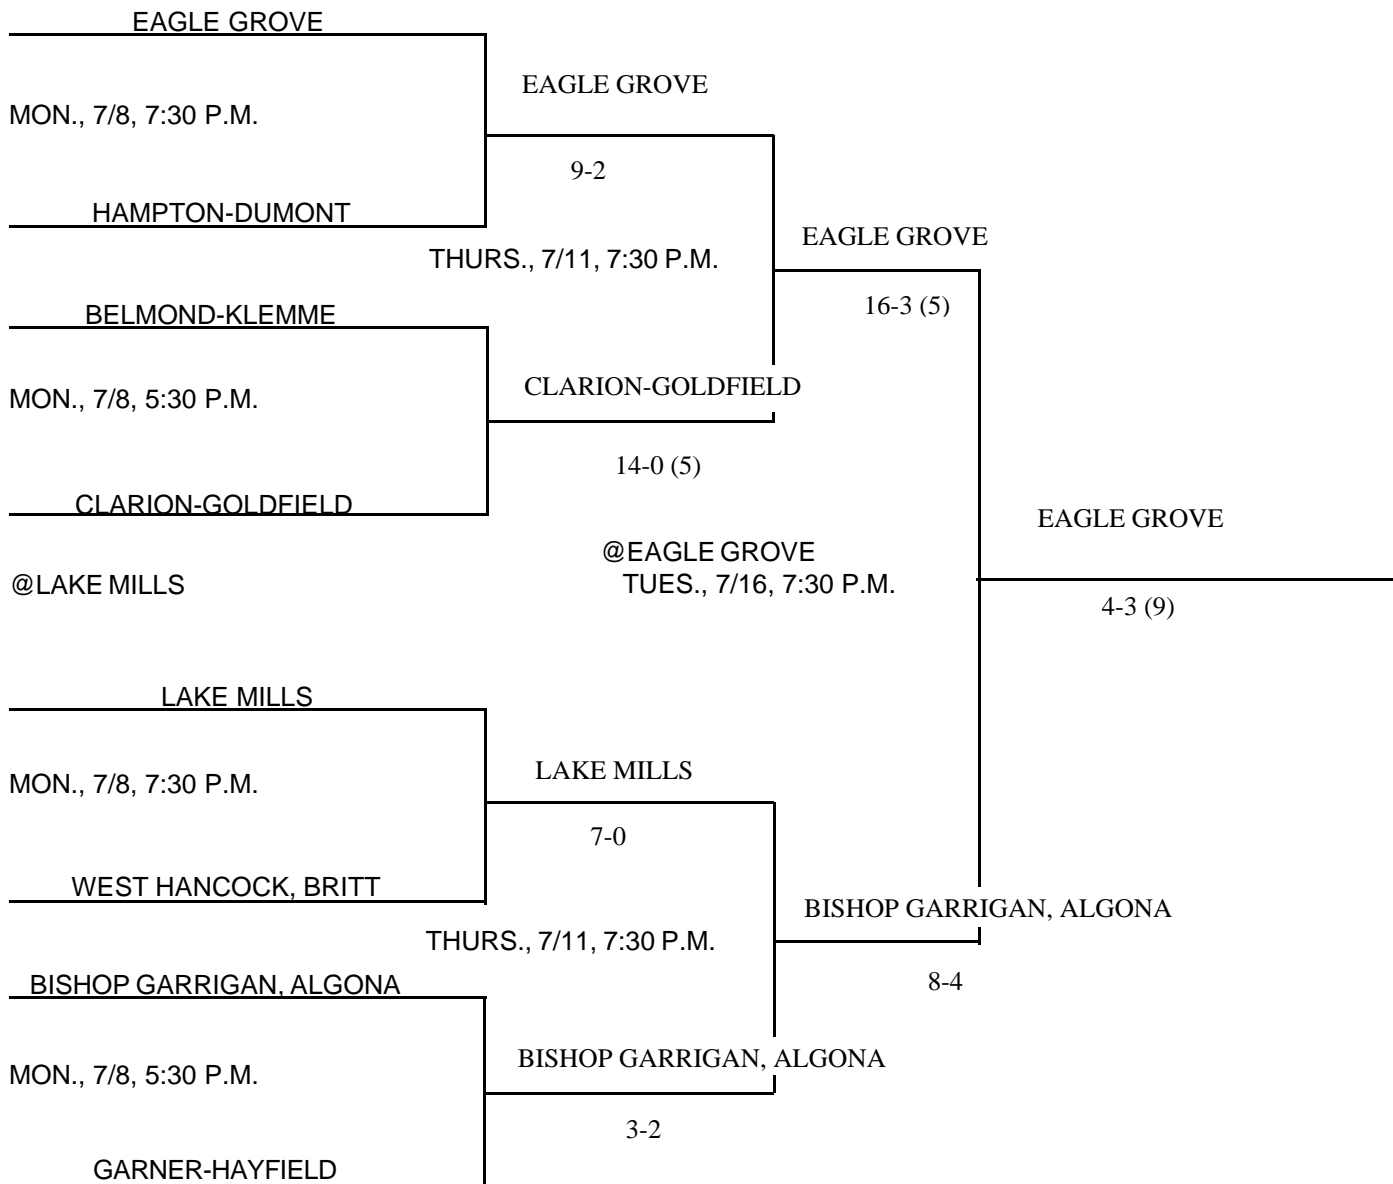 EAGLE GROVE
EAGLE GROVE
MON., 7/8, 7:30 P.M.
9-2
HAMPTON-DUMONT
EAGLE GROVE
THURS., 7/11, 7:30 P.M.
16-3 (5)
BELMOND-KLEMME
CLARION-GOLDFIELD
MON., 7/8, 5:30 P.M.
14-0 (5)
CLARION-GOLDFIELD
EAGLE GROVE
@EAGLE GROVE
@LAKE MILLS
TUES., 7/16, 7:30 P.M.
4-3 (9)
LAKE MILLS
LAKE MILLS
MON., 7/8, 7:30 P.M.
7-0
WEST HANCOCK, BRITT
BISHOP GARRIGAN, ALGONA
THURS., 7/11, 7:30 P.M.
BISHOP GARRIGAN, ALGONA
8-4
BISHOP GARRIGAN, ALGONA
MON., 7/8, 5:30 P.M.
3-2
GARNER-HAYFIELD